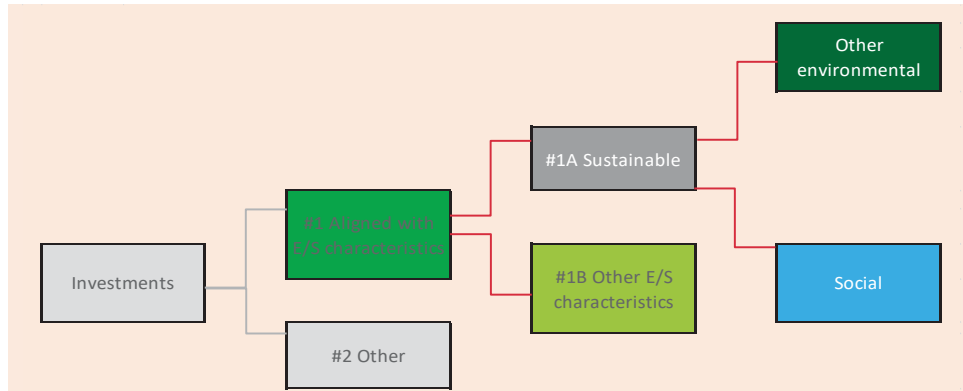 Other
environmental
#1A Sustainable
#1 Aligned with
E/S characteristics
Investments
#1B Other E/S
characteristics
Social
#2 Other